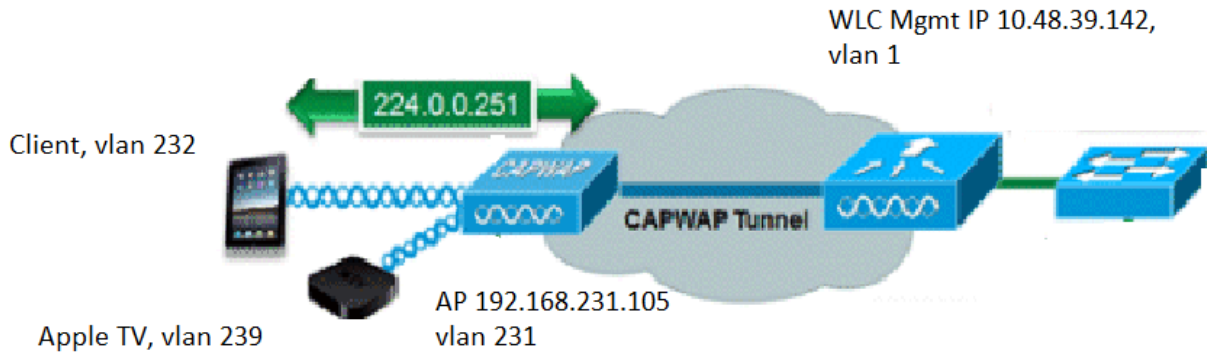 WLC Mgmt IP 10.48.39.142,
vlan 1
224.0.0.251
Client, vlan 232
CAPWAP
CAPWAP Tunnel
AP 192.168.231.105
vlan 231
Apple TV, vlan 239